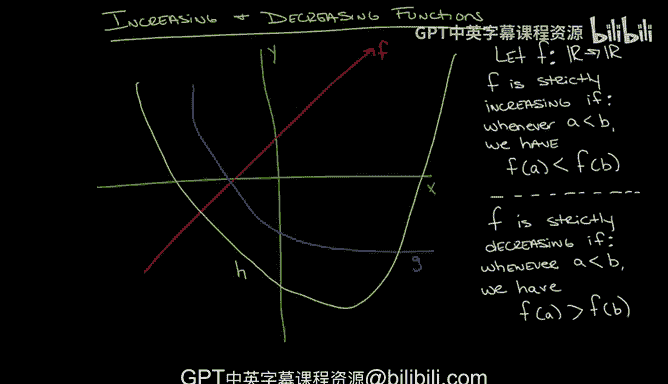 INCREASING & DECREASING FUNCTIONS
GPT中英字幕课程资源 bilibili
y
f
x
h
g
LET f: ℝ→ℝ
f is strictly
INCREASING if:
whenever a<b,
we HAVE
f(a) < f(b)
f is strictly
DECREASING if:
WHENEVER a<b,
we have
f(a) > f(b)
GPT中英字幕课程资源@bilibili.com